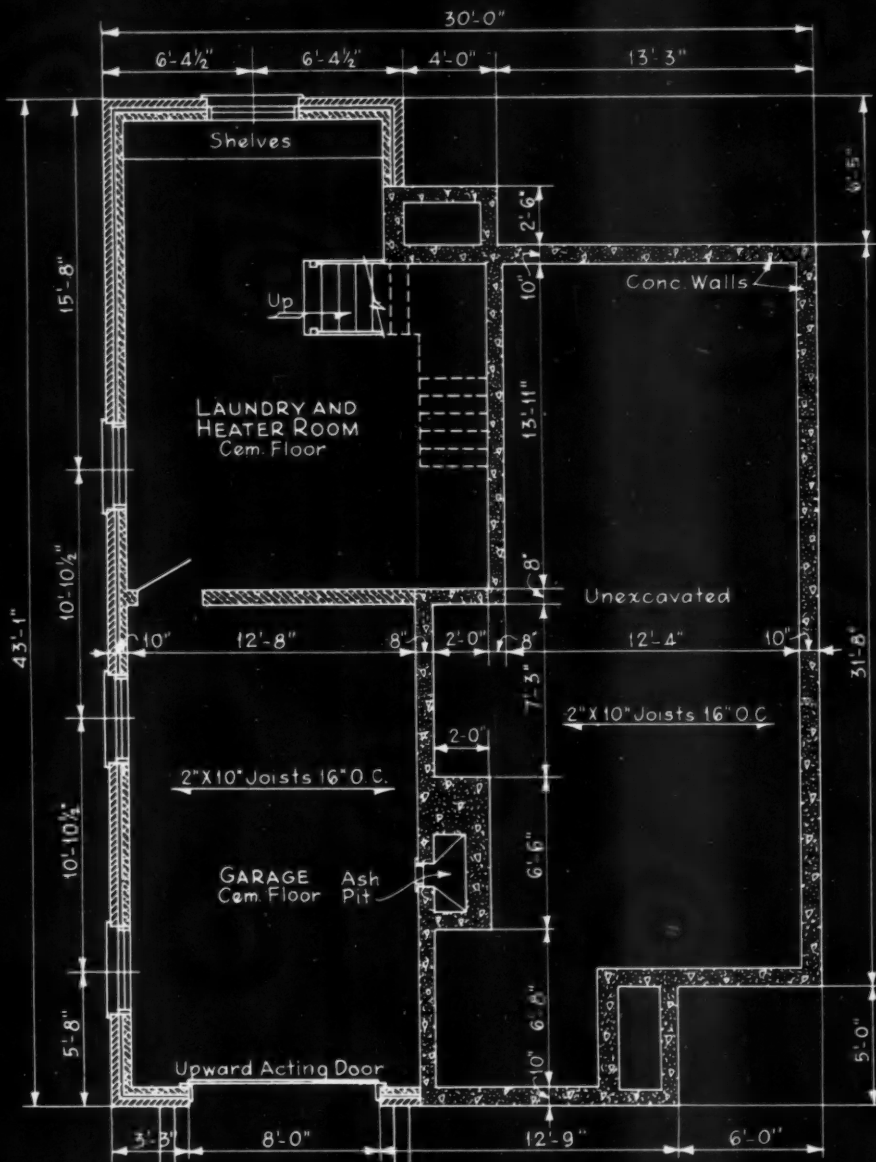 30'-0"
6'-4½" 6'-4½" 4'-0" 13'-3"
Shelves
6'-5"
2'-6"
10"
Conc. Walls
15'-8"
Up
13'-11"
LAUNDRY AND
HEATER ROOM
Cem. Floor
43'-1"
10'-10½"
8"
Unexcavated
10" 12'-8" 8" 2'-0" 8" 12'-4" 10"
31'-8"
7'-3"
2"X10" Joists 16" O.C
2-0"
2"X10" Joists 16" O.C.
10'-10½"
6'-6"
GARAGE
Cem. Floor
Ash
Pit
6'-8"
5'-8"
5'-0"
10"
Upward Acting Door
3'-3" 8'-0" 12'-9" 6'-0"